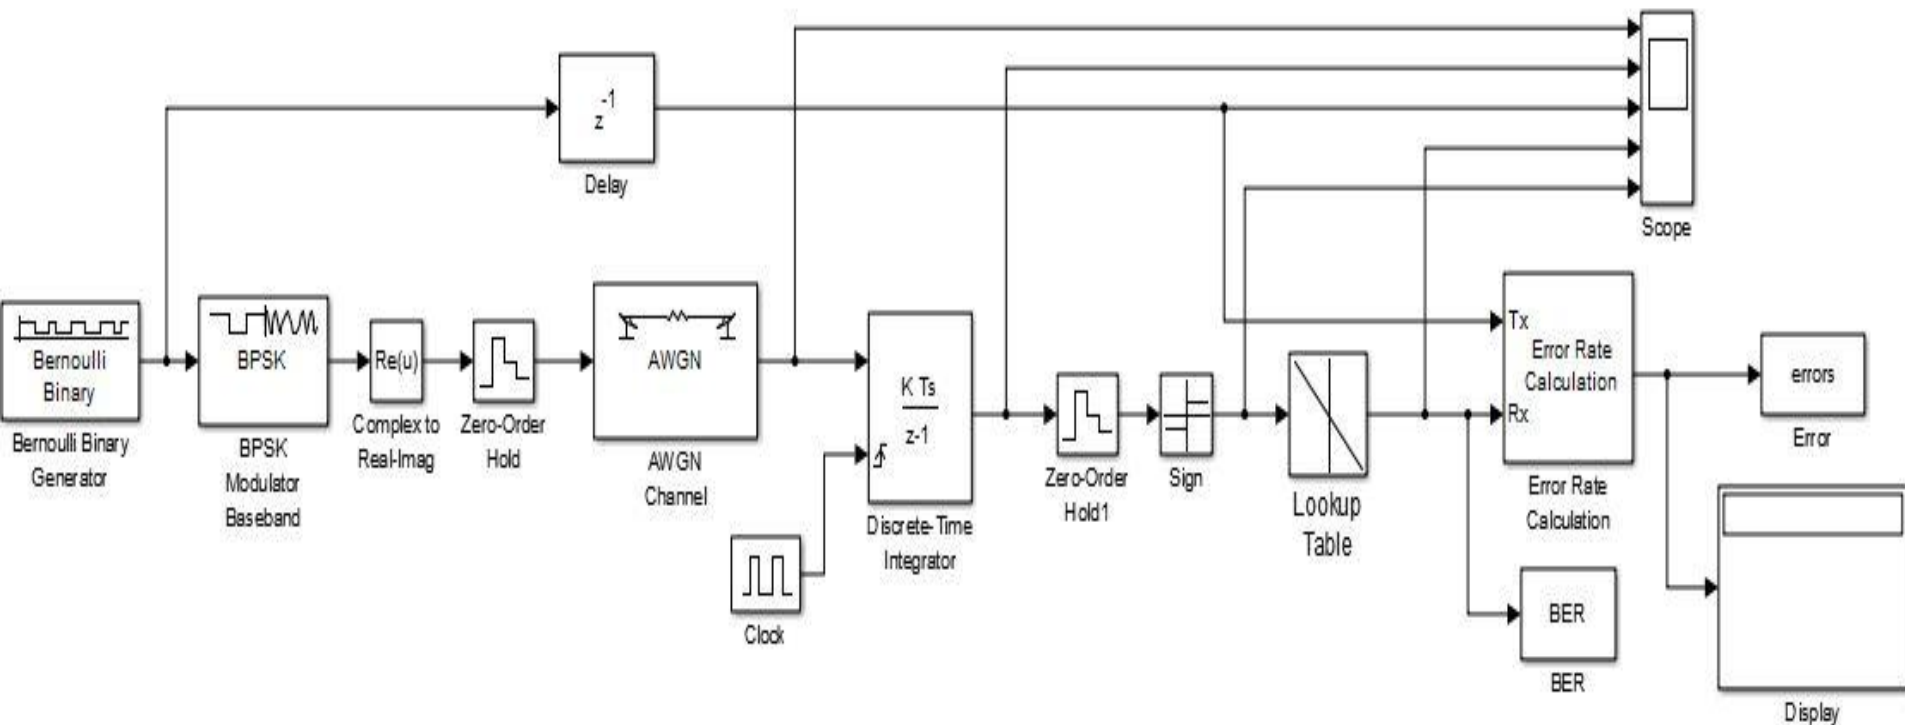 -1
z
Delay
Scope
Bernoulli
Binary
Bernoulli Binary
Generator
BPSK
BPSK
Modulator
Baseband
Re(u)
Complex to
Real-Imag
Zero-Order
Hold
AWGN
AWGN
Channel
Clock
K Ts
z-1
Discrete-Time
Integrator
Zero-Order
Hold1
Sign
Lookup
Table
Tx
Error Rate
Calculation
Rx
Error Rate
Calculation
errors
Error
BER
BER
Display